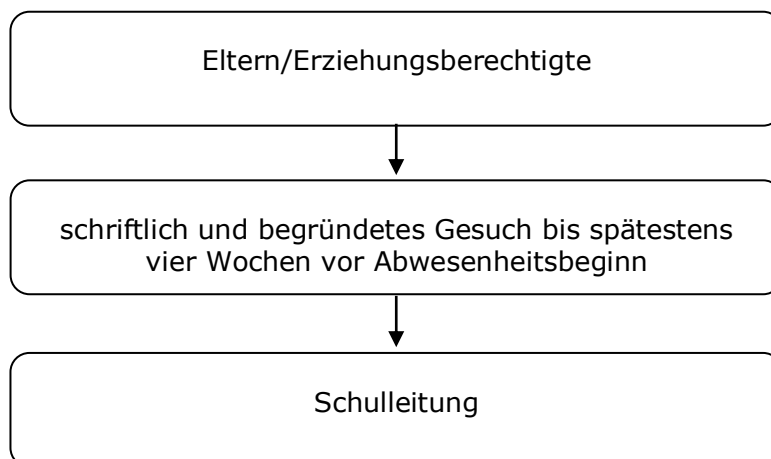 Eltern/Erziehungsberechtigte
schriftlich und begründetes Gesuch bis spätestens
vier Wochen vor Abwesenheitsbeginn
Schulleitung